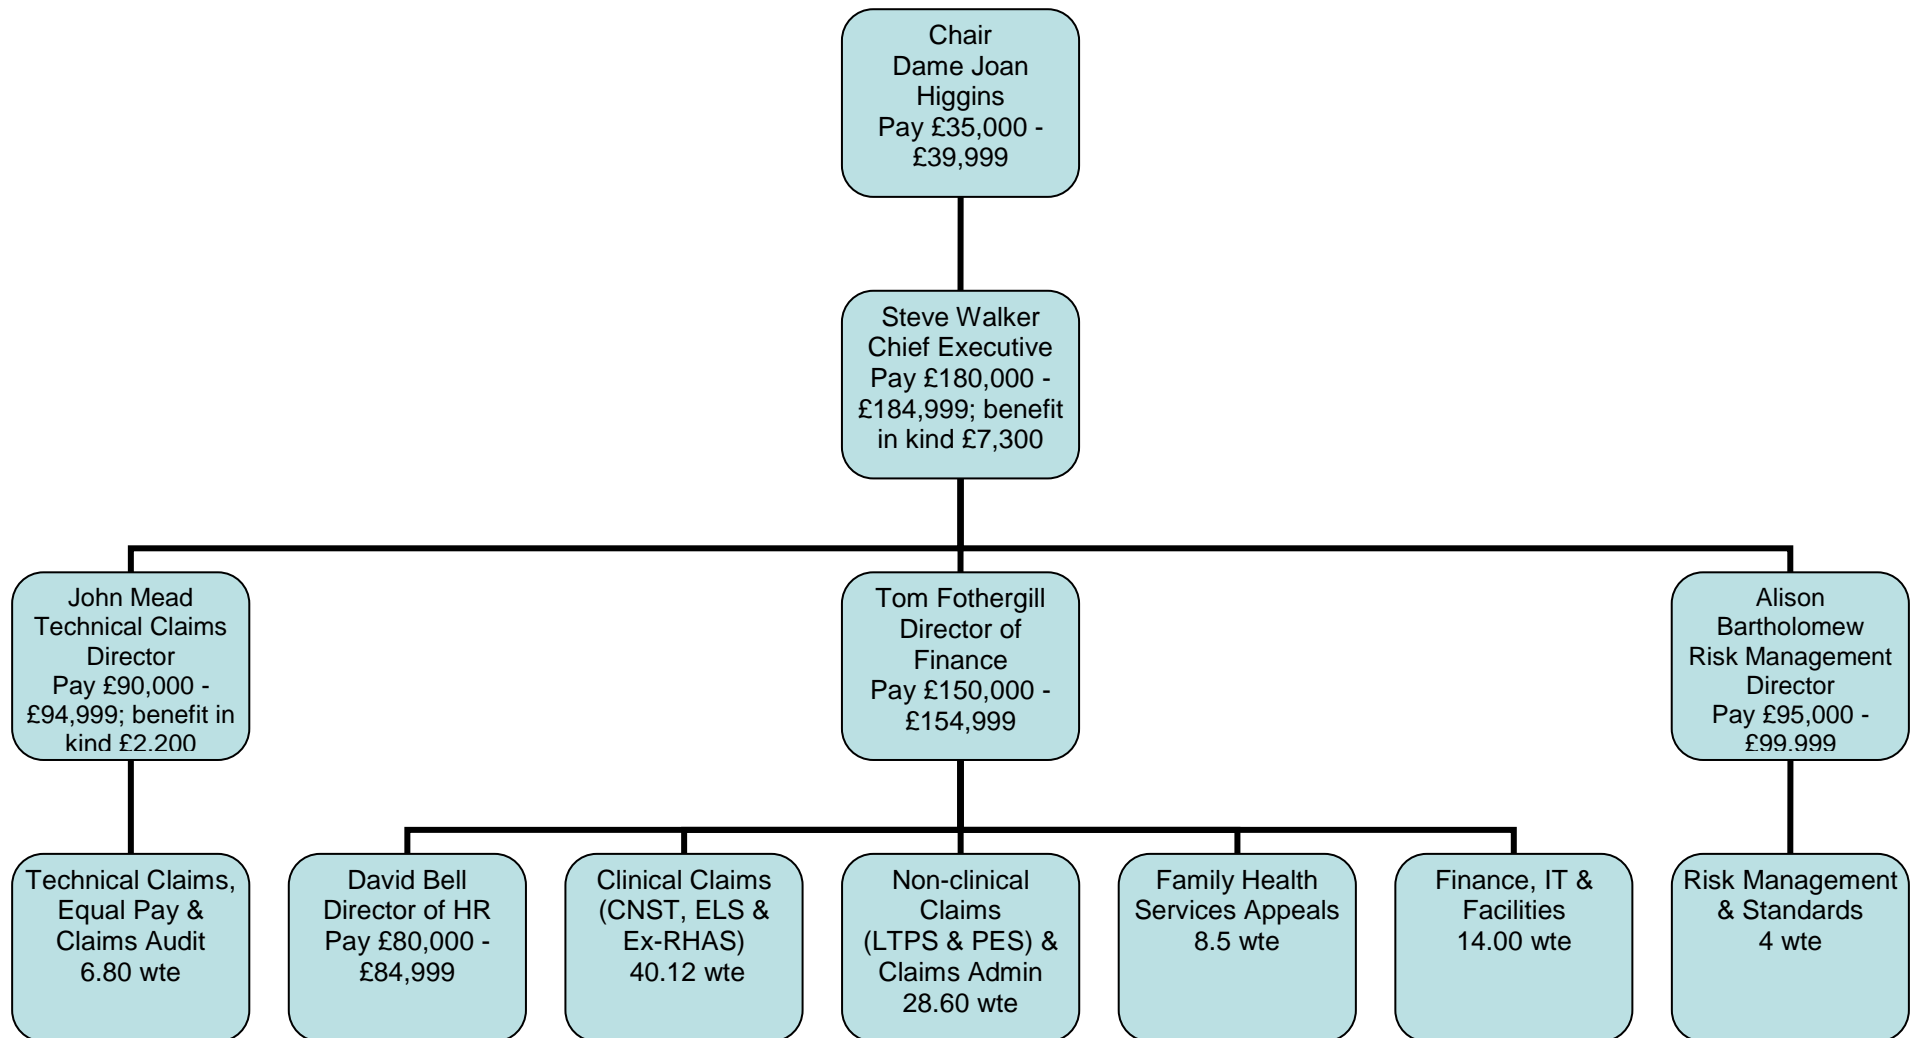 Chair
Dame Joan
Higgins
Pay £35,000 -
£39,999
Steve Walker
Chief Executive
Pay £180,000 -
£184,999; benefit
in kind £7,300
John Mead
Technical Claims
Director
Pay £90,000 -
£94,999; benefit in
kind £2,200
Tom Fothergill
Director of
Finance
Pay £150,000 -
£154,999
Alison
Bartholomew
Risk Management
Director
Pay £95,000 -
£99,999
Technical Claims,
Equal Pay &
Claims Audit
6.80 wte
David Bell
Director of HR
Pay £80,000 -
£84,999
Clinical Claims
(CNST, ELS &
Ex-RHAS)
40.12 wte
Non-clinical
Claims
(LTPS & PES) &
Claims Admin
28.60 wte
Family Health
Services Appeals
8.5 wte
Finance, IT &
Facilities
14.00 wte
Risk Management
& Standards
4 wte